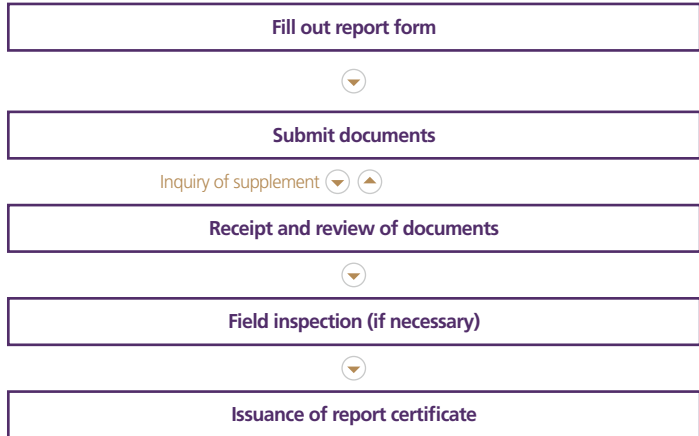 Fill out report form
Submit documents
Inquiry of supplement
Receipt and review of documents
Field inspection (if necessary)
Issuance of report certificate